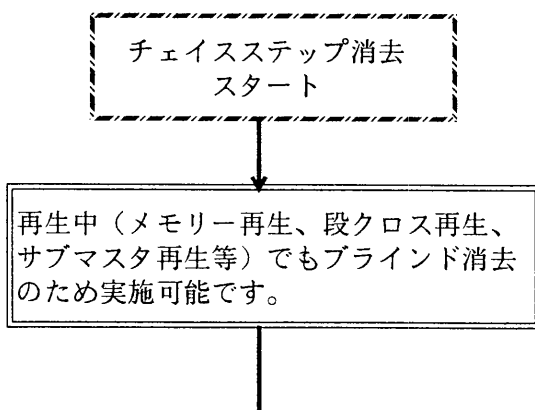 チェイスステップ消去
スタート
再生中（メモリー再生、段クロス再生、
サブマスタ再生等）でもブラインド消去
のため実施可能です。